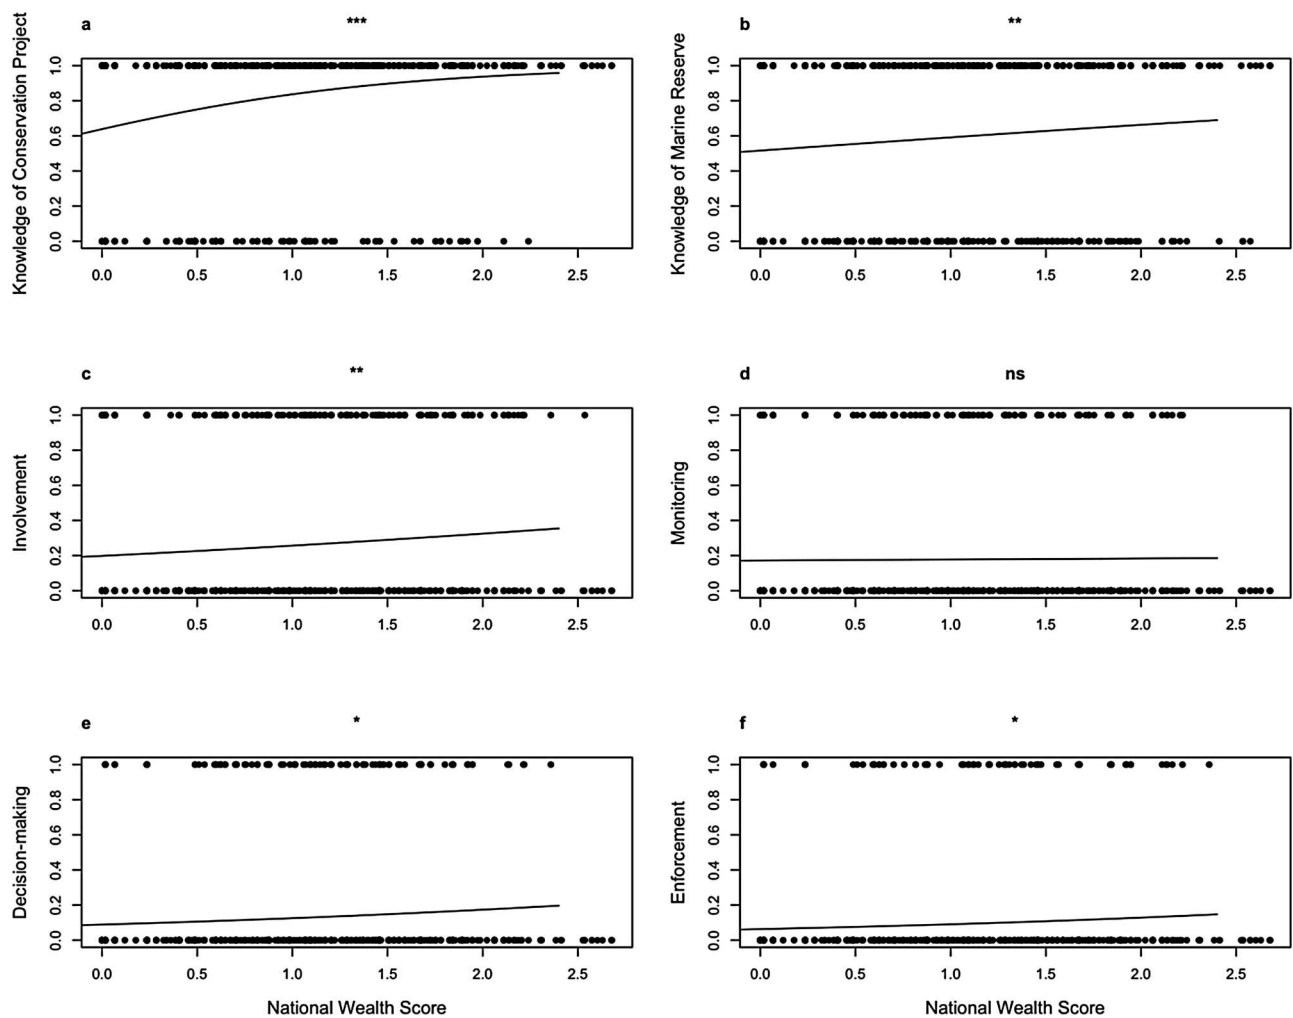 a ***
Knowledge of Conservation Project
1.0
0.8
0.6
0.4
0.2
0.0
0.0 0.5 1.0 1.5 2.0 2.5
b **
Knowledge of Marine Reserve
1.0
0.8
0.6
0.4
0.2
0.0
0.0 0.5 1.0 1.5 2.0 2.5
c **
Involvement
1.0
0.8
0.6
0.4
0.2
0.0
0.0 0.5 1.0 1.5 2.0 2.5
d ns
Monitoring
1.0
0.8
0.6
0.4
0.2
0.0
0.0 0.5 1.0 1.5 2.0 2.5
e *
Decision-making
1.0
0.8
0.6
0.4
0.2
0.0
0.0 0.5 1.0 1.5 2.0 2.5
National Wealth Score
f *
Enforcement
1.0
0.8
0.6
0.4
0.2
0.0
0.0 0.5 1.0 1.5 2.0 2.5
National Wealth Score